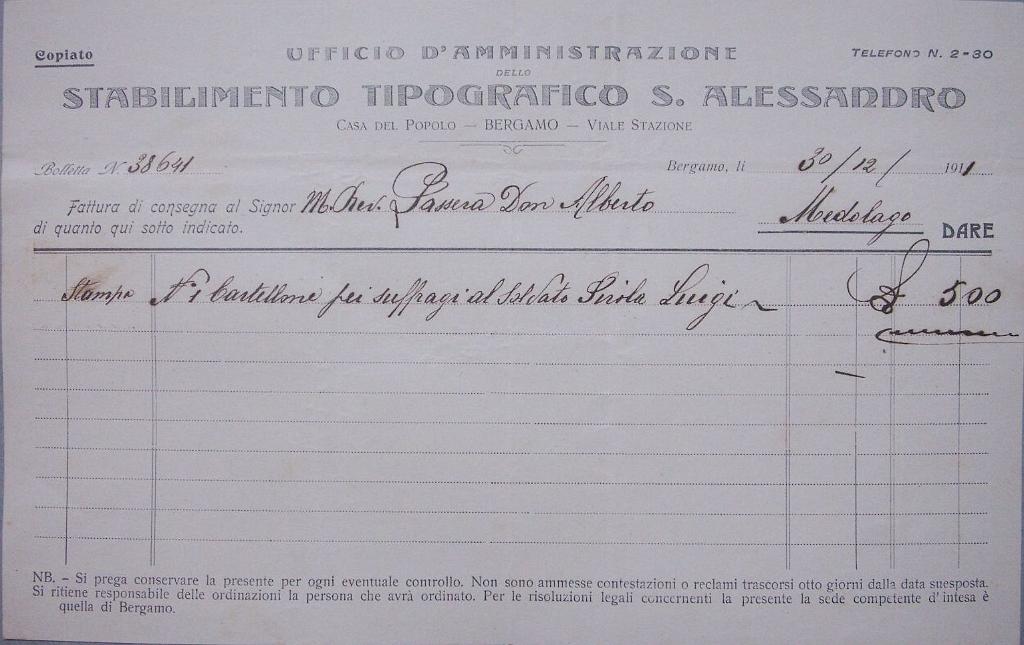 Copiato
UFFICIO D'AMMINISTRAZIONE
TELEFONO N. 2-30
DELLO
STABILIMENTO TIPOGRAFICO S. ALESSANDRO
CASA DEL POPOLO — BERGAMO — VIALE STAZIONE
Bolletta N. 38641
Bergamo, li 30/12/1911
Fattura di consegna al Signor M. Rev. Passera Don Alberto
Medolago
di quanto qui sotto indicato.
DARE
Stampa N° 1 Cartellone pei suffragi al Soldato Luigi 500
NB. - Si prega conservare la presente per ogni eventuale controllo. Non sono ammesse contestazioni o reclami trascorsi otto giorni dalla data suesposta.
Si ritiene responsabile delle ordinazioni la persona che avrà ordinato. Per le risoluzioni legali concernenti la presente la sede competente d'intesa è
quella di Bergamo.